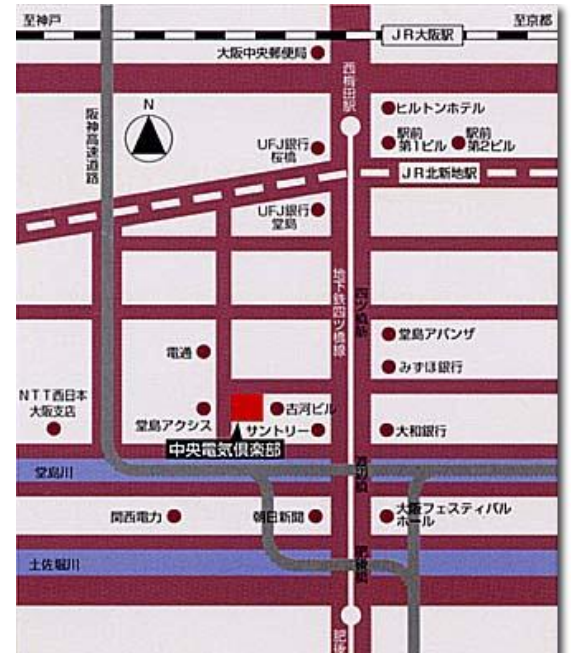 至神戸
至京都
JR大阪駅
大阪中央郵便局
西梅田駅
ヒルトンホテル
阪神高速道路
N
駅前
第1ビル
駅前
第2ビル
UFJ銀行
桜橋
JR北新地駅
UFJ銀行
堂島
地下鉄四ツ橋線
四ツ橋筋
堂島アバンザ
電通
みずほ銀行
NTT西日本
大阪支店
古河ビル
堂島アクシス
サントリー
大和銀行
中央電気倶楽部
堂島川
渡辺橋
関西電力
朝日新聞
大阪フェスティバル
ホール
土佐堀川
肥後橋
肥後